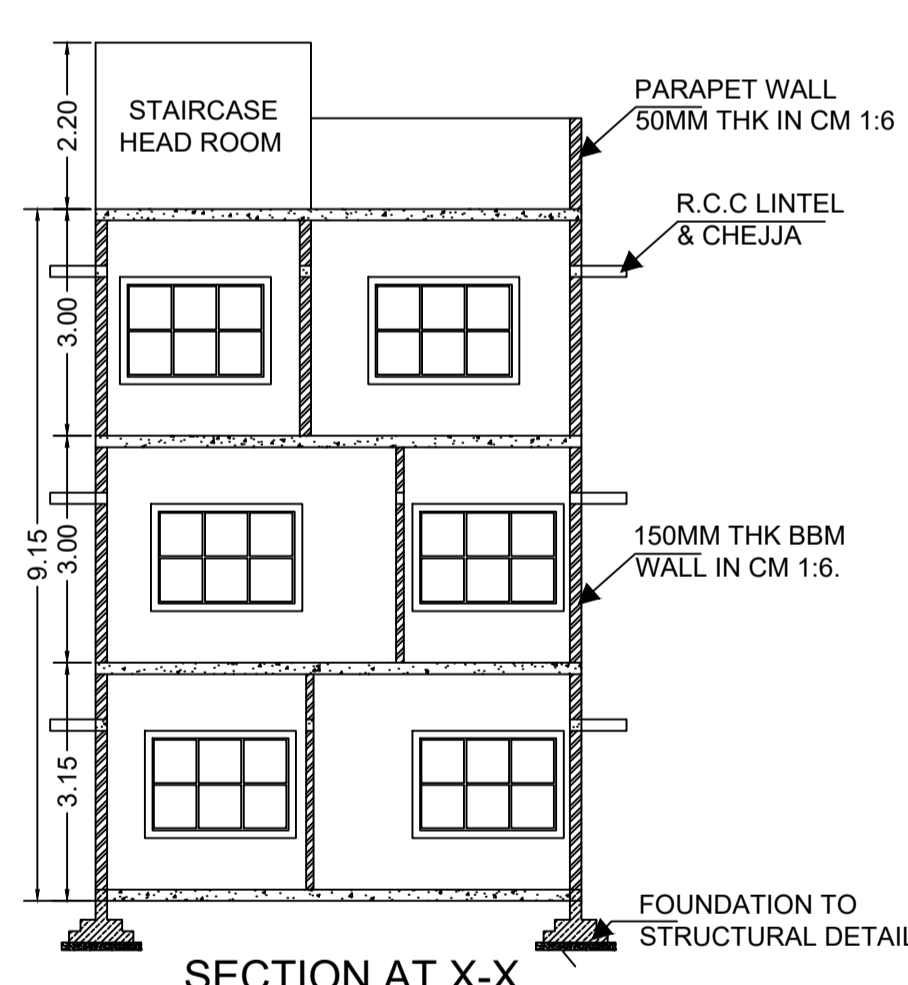 2.20
STAIRCASE
HEAD ROOM
PARAPET WALL
50MM THK IN CM 1:6
R.C.C LINTEL
& CHEJJA
3.00
9.15
3.00
150MM THK BBM
WALL IN CM 1:6.
3.15
FOUNDATION TO
STRUCTURAL DETAIL
SECTION AT X-X